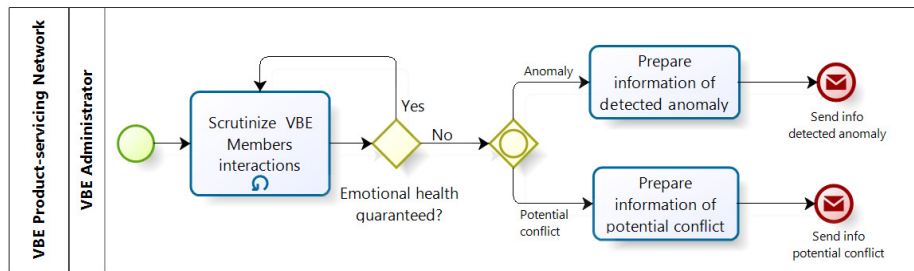 VBE Product-servicing Network
VBE Administrator
Scrutinize VBE
Members
interactions
Yes
No
Emotional health
guaranteed?
Anomaly
Potential
conflict
Prepare
information of
detected anomaly
Send info
detected anomaly
Prepare
information of
potential conflict
Send info
potential conflict